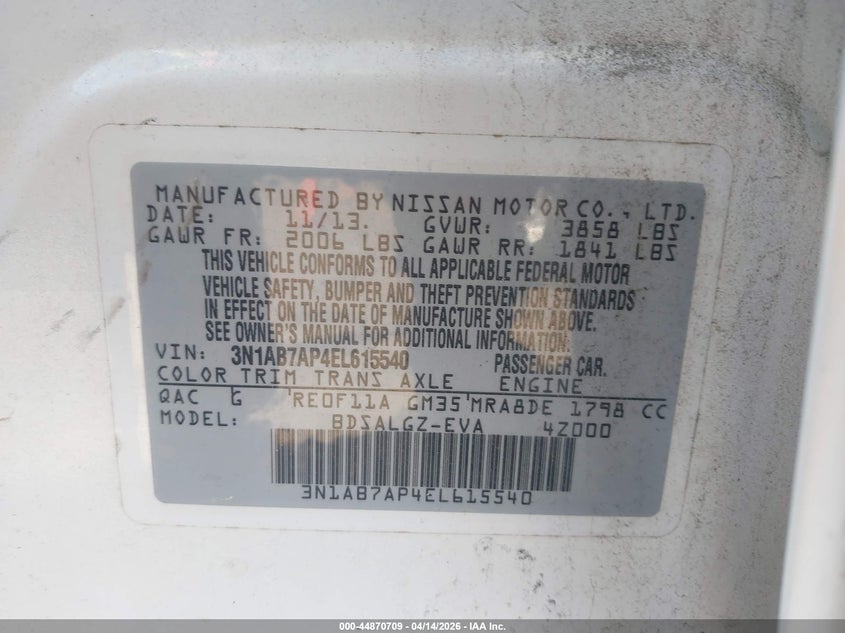 MANUFACTURED BY NISSAN MOTOR CO., LTD.
DATE: 11/13. GVWR: 3858 LBS
GAWR FR: 2006 LBS GAWR RR: 1841 LBS
THIS VEHICLE CONFORMS TO ALL APPLICABLE FEDERAL MOTOR
VEHICLE SAFETY, BUMPER AND THEFT PREVENTION STANDARDS
IN EFFECT ON THE DATE OF MANUFACTURE SHOWN ABOVE.
SEE OWNER'S MANUAL FOR ADDITIONAL INFORMATION.
VIN: 3N1AB7AP4EL615540 PASSENGER CAR.
COLOR TRIM TRANS AXLE ENGINE
QAC G RE0F11A GM35 MRA8DE 1798 CC
MODEL: BDSALGZ-EVA 4Z000
3N1AB7AP4EL615540
000-44870709 - 04/14/2026 - IAA Inc.